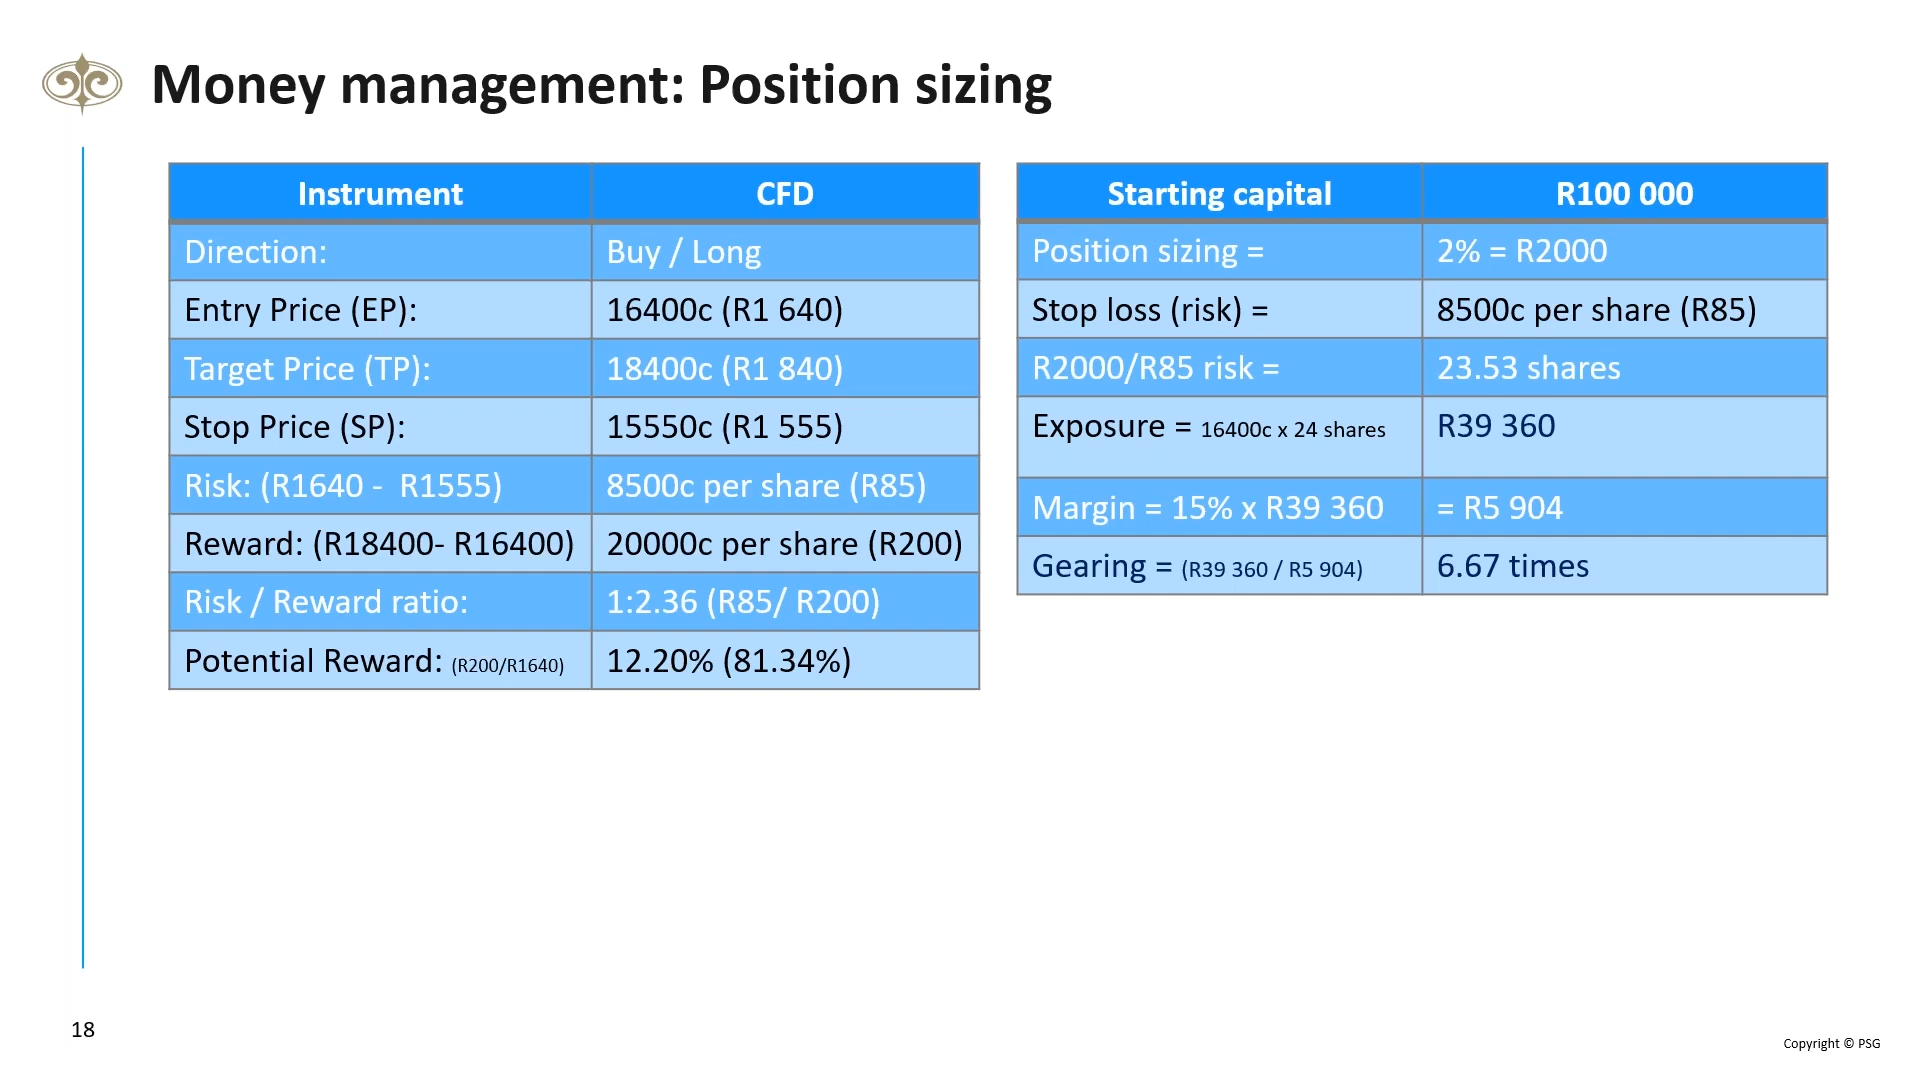 Money management: Position sizing
Instrument CFD
Direction: Buy / Long
Entry Price (EP): 16400c (R1 640)
Target Price (TP): 18400c (R1 840)
Stop Price (SP): 15550c (R1 555)
Risk: (R1640 - R1555) 8500c per share (R85)
Reward: (R18400- R16400) 20000c per share (R200)
Risk / Reward ratio: 1:2.36 (R85/ R200)
Potential Reward: (R200/R1640) 12.20% (81.34%)
Starting capital R100 000
Position sizing = 2% = R2000
Stop loss (risk) = 8500c per share (R85)
R2000/R85 risk = 23.53 shares
Exposure = 16400c x 24 shares R39 360
Margin = 15% x R39 360 = R5 904
Gearing = (R39 360 / R5 904) 6.67 times
18
Copyright © PSG